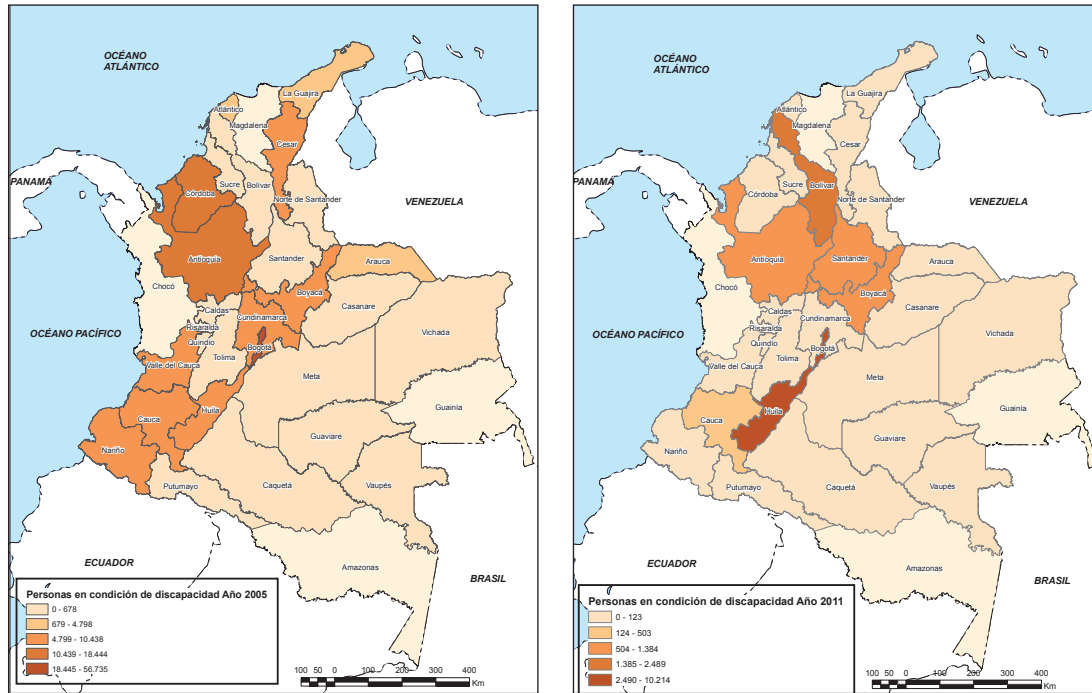 OCÉANO
ATLÁNTICO
La Guajira
Atlántico
Magdalena
Cesar
PANAMÁ
Córdoba
Sucre
Bolívar
Norte de Santander
VENEZUELA
Antioquia
Santander
Arauca
Chocó
Boyacá
Casanare
Caldas
Cundinamarca
Risaralda
OCÉANO PACÍFICO
Vichada
Quindío
Bogotá
Tolima
Valle del Cauca
Meta
Huila
Guainía
Cauca
Guaviare
Nariño
Putumayo
Caquetá
Vaupés
ECUADOR
Amazonas
BRASIL
Personas en condición de discapacidad Año 2005
0 - 678
679 - 4.798
4.799 - 10.438
10.439 - 18.444
18.445 - 56.735
100 50 0 100 200 300 400
Km
OCÉANO
ATLÁNTICO
La Guajira
Atlántico
Magdalena
Cesar
PANAMÁ
Córdoba
Sucre
Bolívar
Norte de Santander
VENEZUELA
Antioquia
Santander
Arauca
Chocó
Boyacá
Casanare
Caldas
Cundinamarca
Risaralda
OCÉANO PACÍFICO
Vichada
Quindío
Bogotá
Tolima
Valle del Cauca
Meta
Huila
Guainía
Cauca
Guaviare
Nariño
Putumayo
Caquetá
Vaupés
ECUADOR
Amazonas
BRASIL
Personas en condición de discapacidad Año 2011
0 - 123
124 - 503
504 - 1.384
1.385 - 2.489
2.490 - 10.214
100 50 0 100 200 300 400
Km